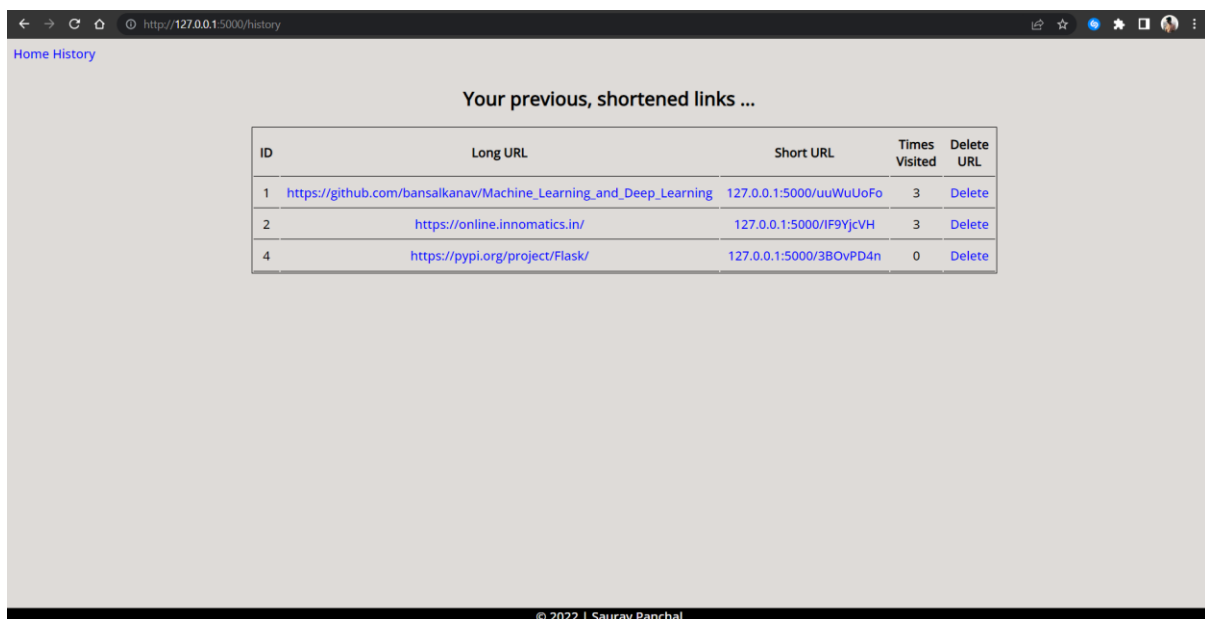 http://127.0.0.1:5000/history
Home History
Your previous, shortened links ...
ID Long URL Short URL Times Visited Delete URL
1 https://github.com/bansalkanav/Machine_Learning_and_Deep_Learning 127.0.0.1:5000/uuWuUoFo 3 Delete
2 https://online.innomatics.in/ 127.0.0.1:5000/IF9YjcVH 3 Delete
4 https://pypi.org/project/Flask/ 127.0.0.1:5000/3BOvPD4n 0 Delete
© 2022 | Saurav Panchal